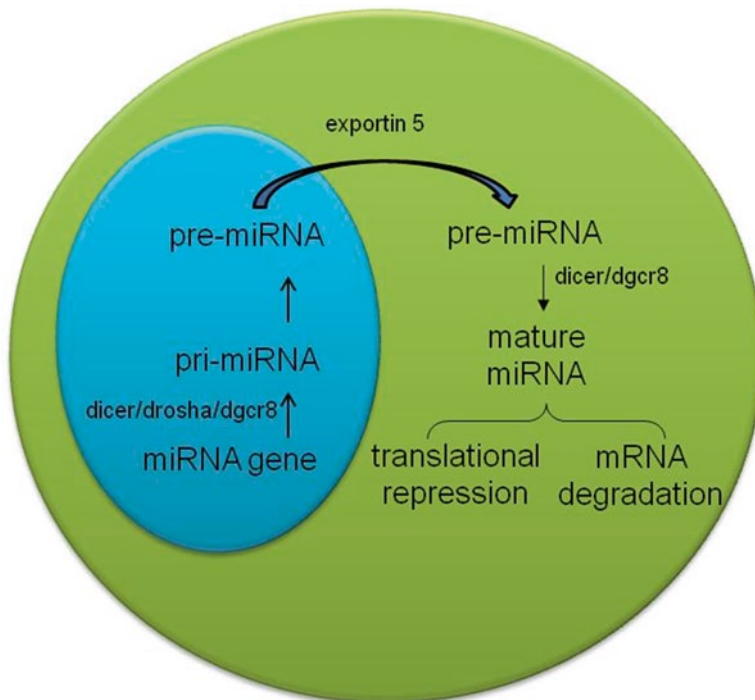 exportin 5
pre-miRNA
pri-miRNA
dicer/drosha/dgcr8
miRNA gene
pre-miRNA
dicer/dgcr8
mature
miRNA
translational
repression
mRNA
degradation